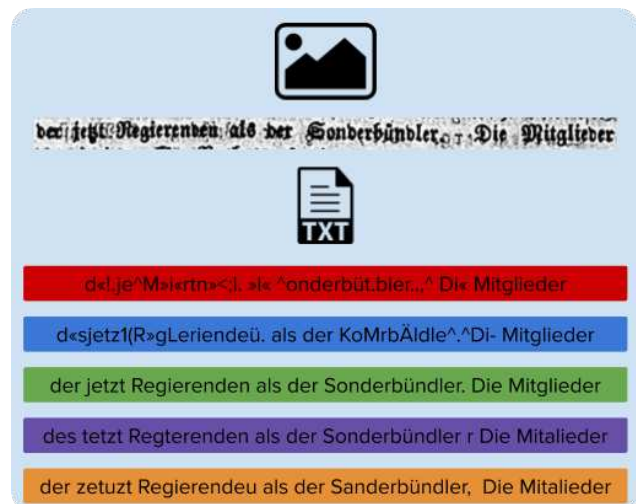 der jetzt Regierenden als der Sonderbündler. Die Mitglieder
TXT
d«!.je^M»i«rtn»<;i. »i« ^onderbüt.bier..,^ Di« Mitglieder
d«sjetz1(R»gLeriendeü. als der KoMrbÄldle^.^Di- Mitglieder
der jetzt Regierenden als der Sonderbündler. Die Mitglieder
des tetzt Regterenden als der Sonderbündler r Die Mitalieder
der zetuzt Regierendeu als der Sanderbündler, Die Mitalieder